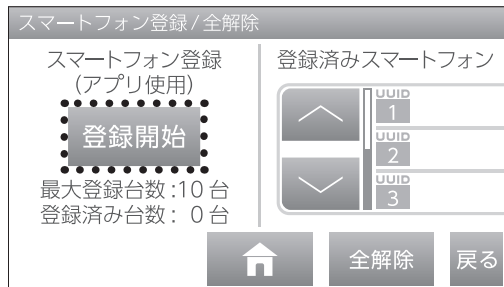 スマートフォン登録/全解除
スマートフォン登録
(アプリ使用)
登録開始
最大登録台数:10台
登録済み台数: 0台
登録済みスマートフォン
UUID
1
UUID
2
UUID
3
全解除
戻る